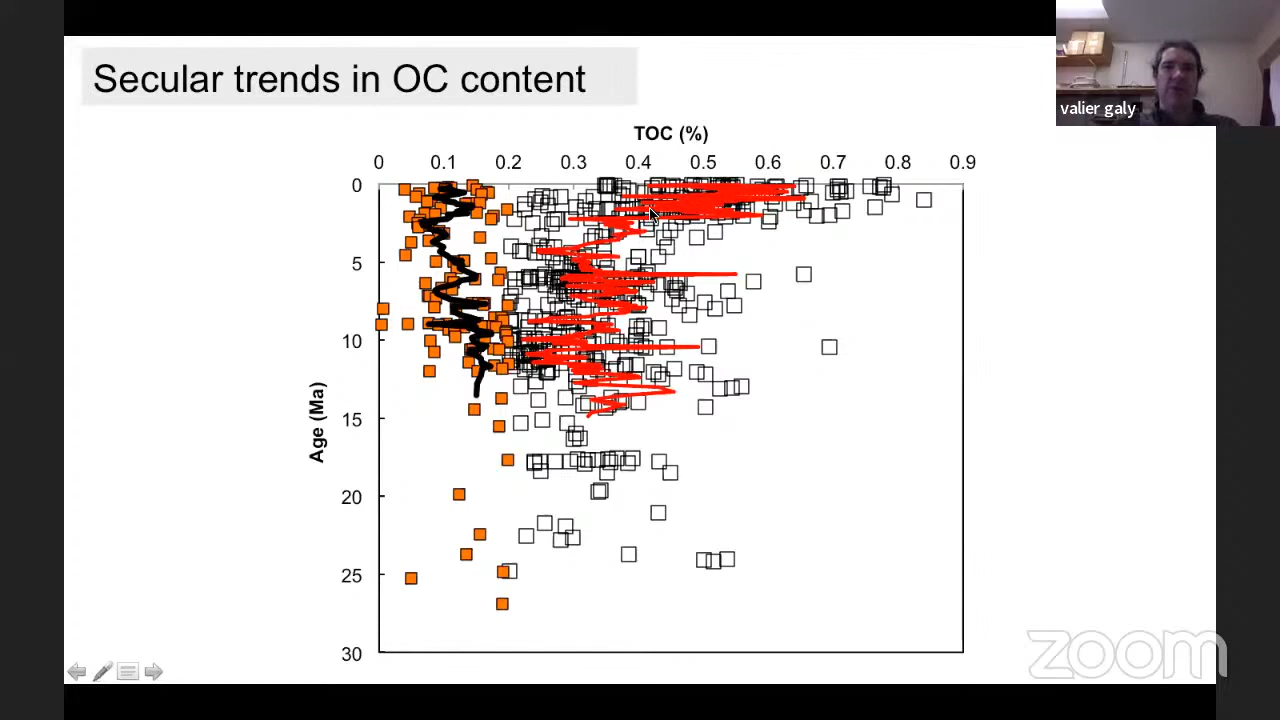 Secular trends in OC content
valier galy
TOC (%)
0 0.1 0.2 0.3 0.4 0.5 0.6 0.7 0.8 0.9
0
5
10
15
20
25
30
Age (Ma)
zoom